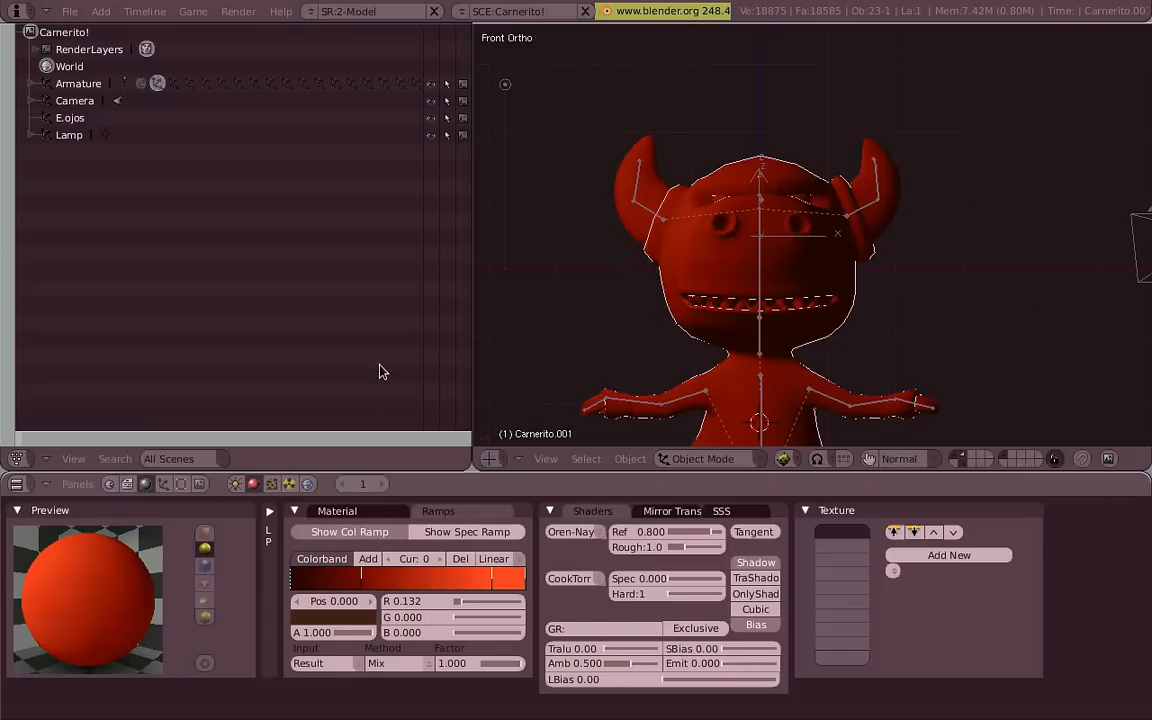 File Add Timeline Game Render Help SR:2-Model SCE:Carnerito! www.blender.org 248.4 Ve:18875 | Fa:18585 | Ob:23-1 | La:1 | Mem:7.42M (0.80M) | Time: | Carnerito.00
Carnerito!
RenderLayers
World
Armature
Camera
E.ojos
Lamp
Front Ortho
z
x
(1) Carnerito.001
View Search All Scenes
View Select Object Object Mode Normal
Panels 1
Preview
L
P
Material Ramps
Show Col Ramp Show Spec Ramp
Colorband Add Cur: 0 Del Linear
Pos 0.000 R 0.132
G 0.000
A 1.000 B 0.000
Input Method Factor
Result Mix 1.000
Shaders Mirror Trans SSS
Oren-Nay Ref 0.800 Tangent
Rough:1.0
Shadow
CookTorr Spec 0.000 TraShado
Hard:1 OnlyShad
Cubic
GR: Exclusive Bias
Tralu 0.00 SBias 0.00
Amb 0.500 Emit 0.000
LBias 0.00
Texture
Add New